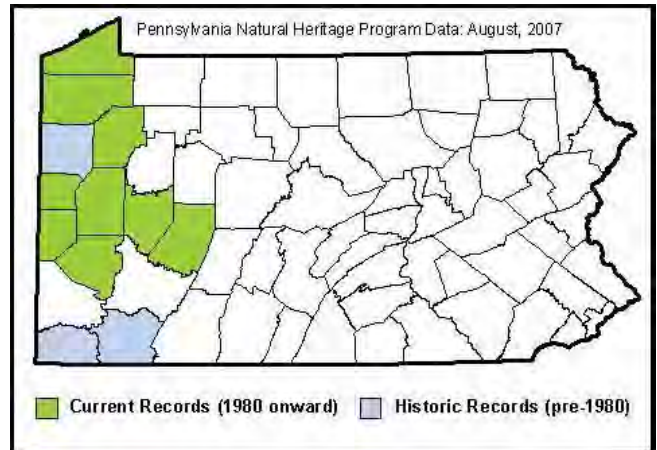 Pennsylvania Natural Heritage Program Data: August, 2007
Current Records (1980 onward)
Historic Records (pre-1980)